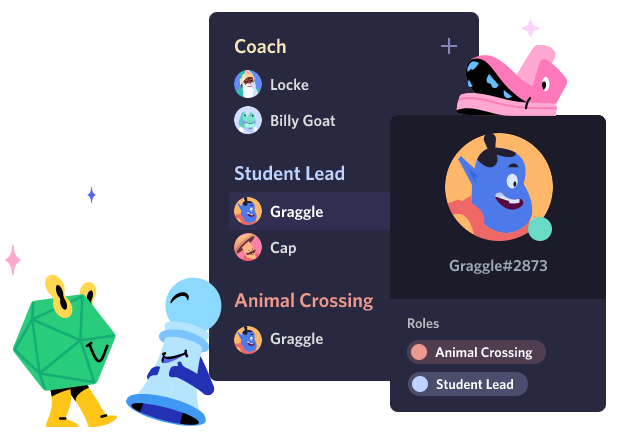 Coach
Locke
Billy Goat
Student Lead
Graggle
Cap
Animal Crossing
Graggle
Graggle#2873
Roles
Animal Crossing
Student Lead